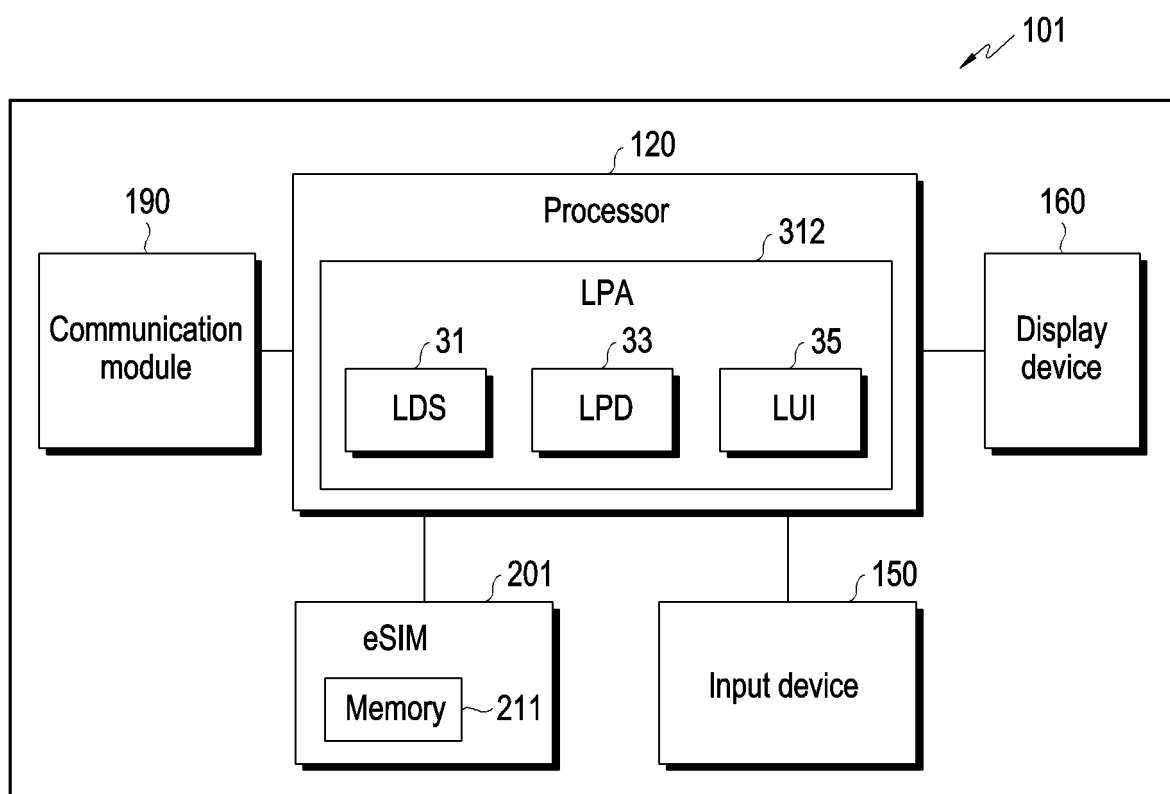 101
120
Processor
190
160
312
LPA
Communication
module
Display
device
31
33
35
LDS
LPD
LUI
201
150
eSIM
Input device
Memory
211